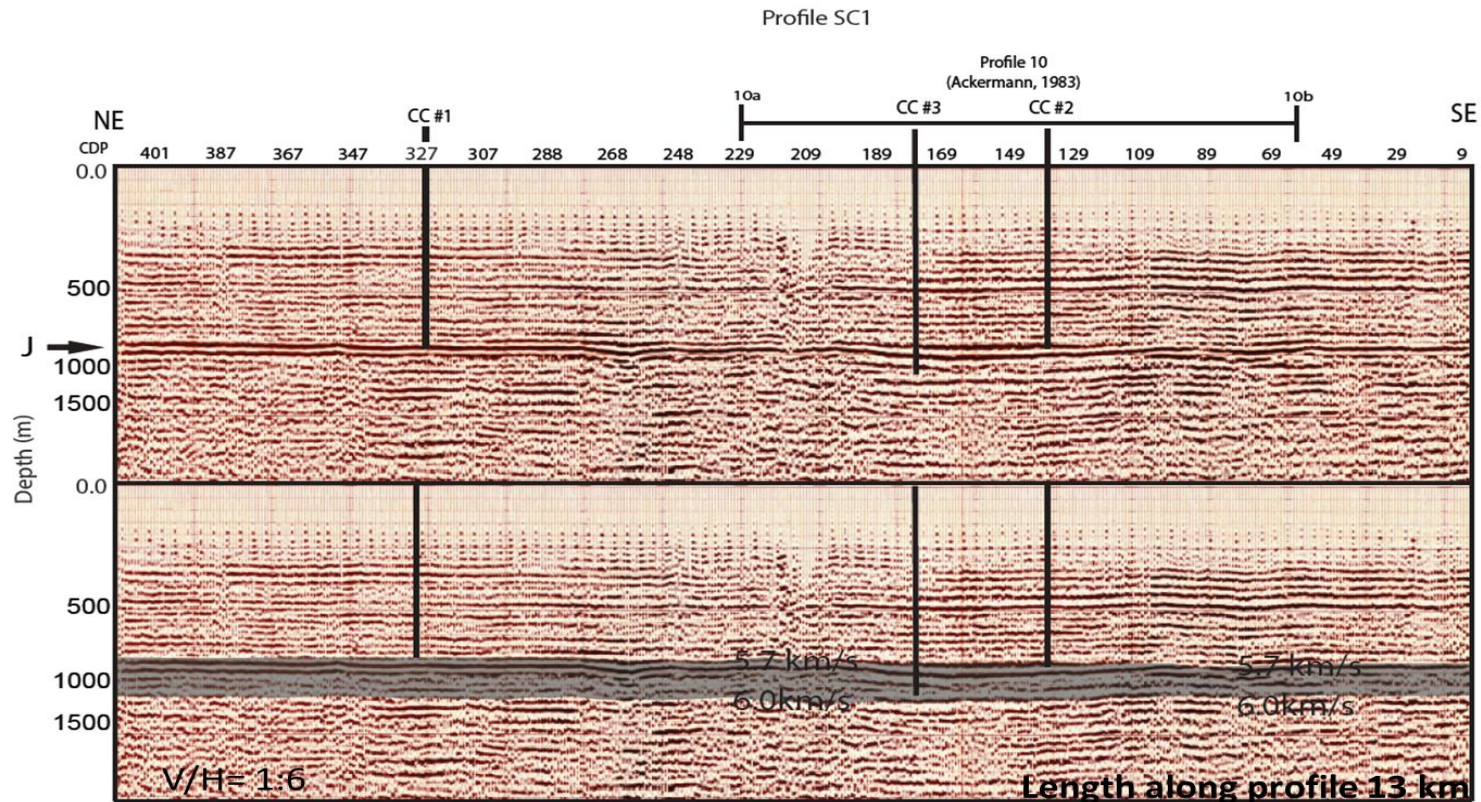 Profile SC1
Profile 10
(Ackermann, 1983)
10a
10b
NE
CC #1
CC #3
CC #2
SE
CDP 401 387 367 347 327 307 288 268 248 229 209 189 169 149 129 109 89 69 49 29 9
0.0
500
J
1000
1500
Depth (m)
0.0
500
5.7 km/s
5.7 km/s
1000
6.0km/s
6.0km/s
1500
V/H= 1:6
Length along profile 13 km